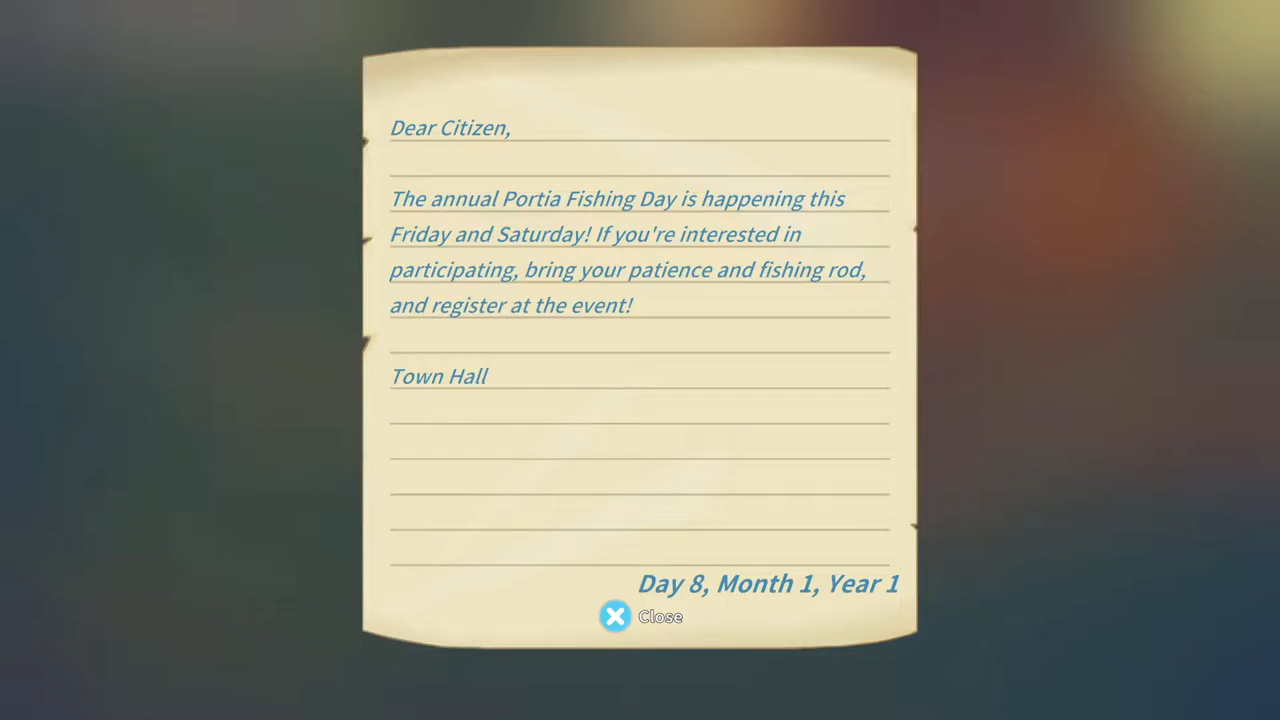 Dear Citizen,
The annual Portia Fishing Day is happening this
Friday and Saturday! If you're interested in
participating, bring your patience and fishing rod,
and register at the event!
Town Hall
Day 8, Month 1, Year 1
Close